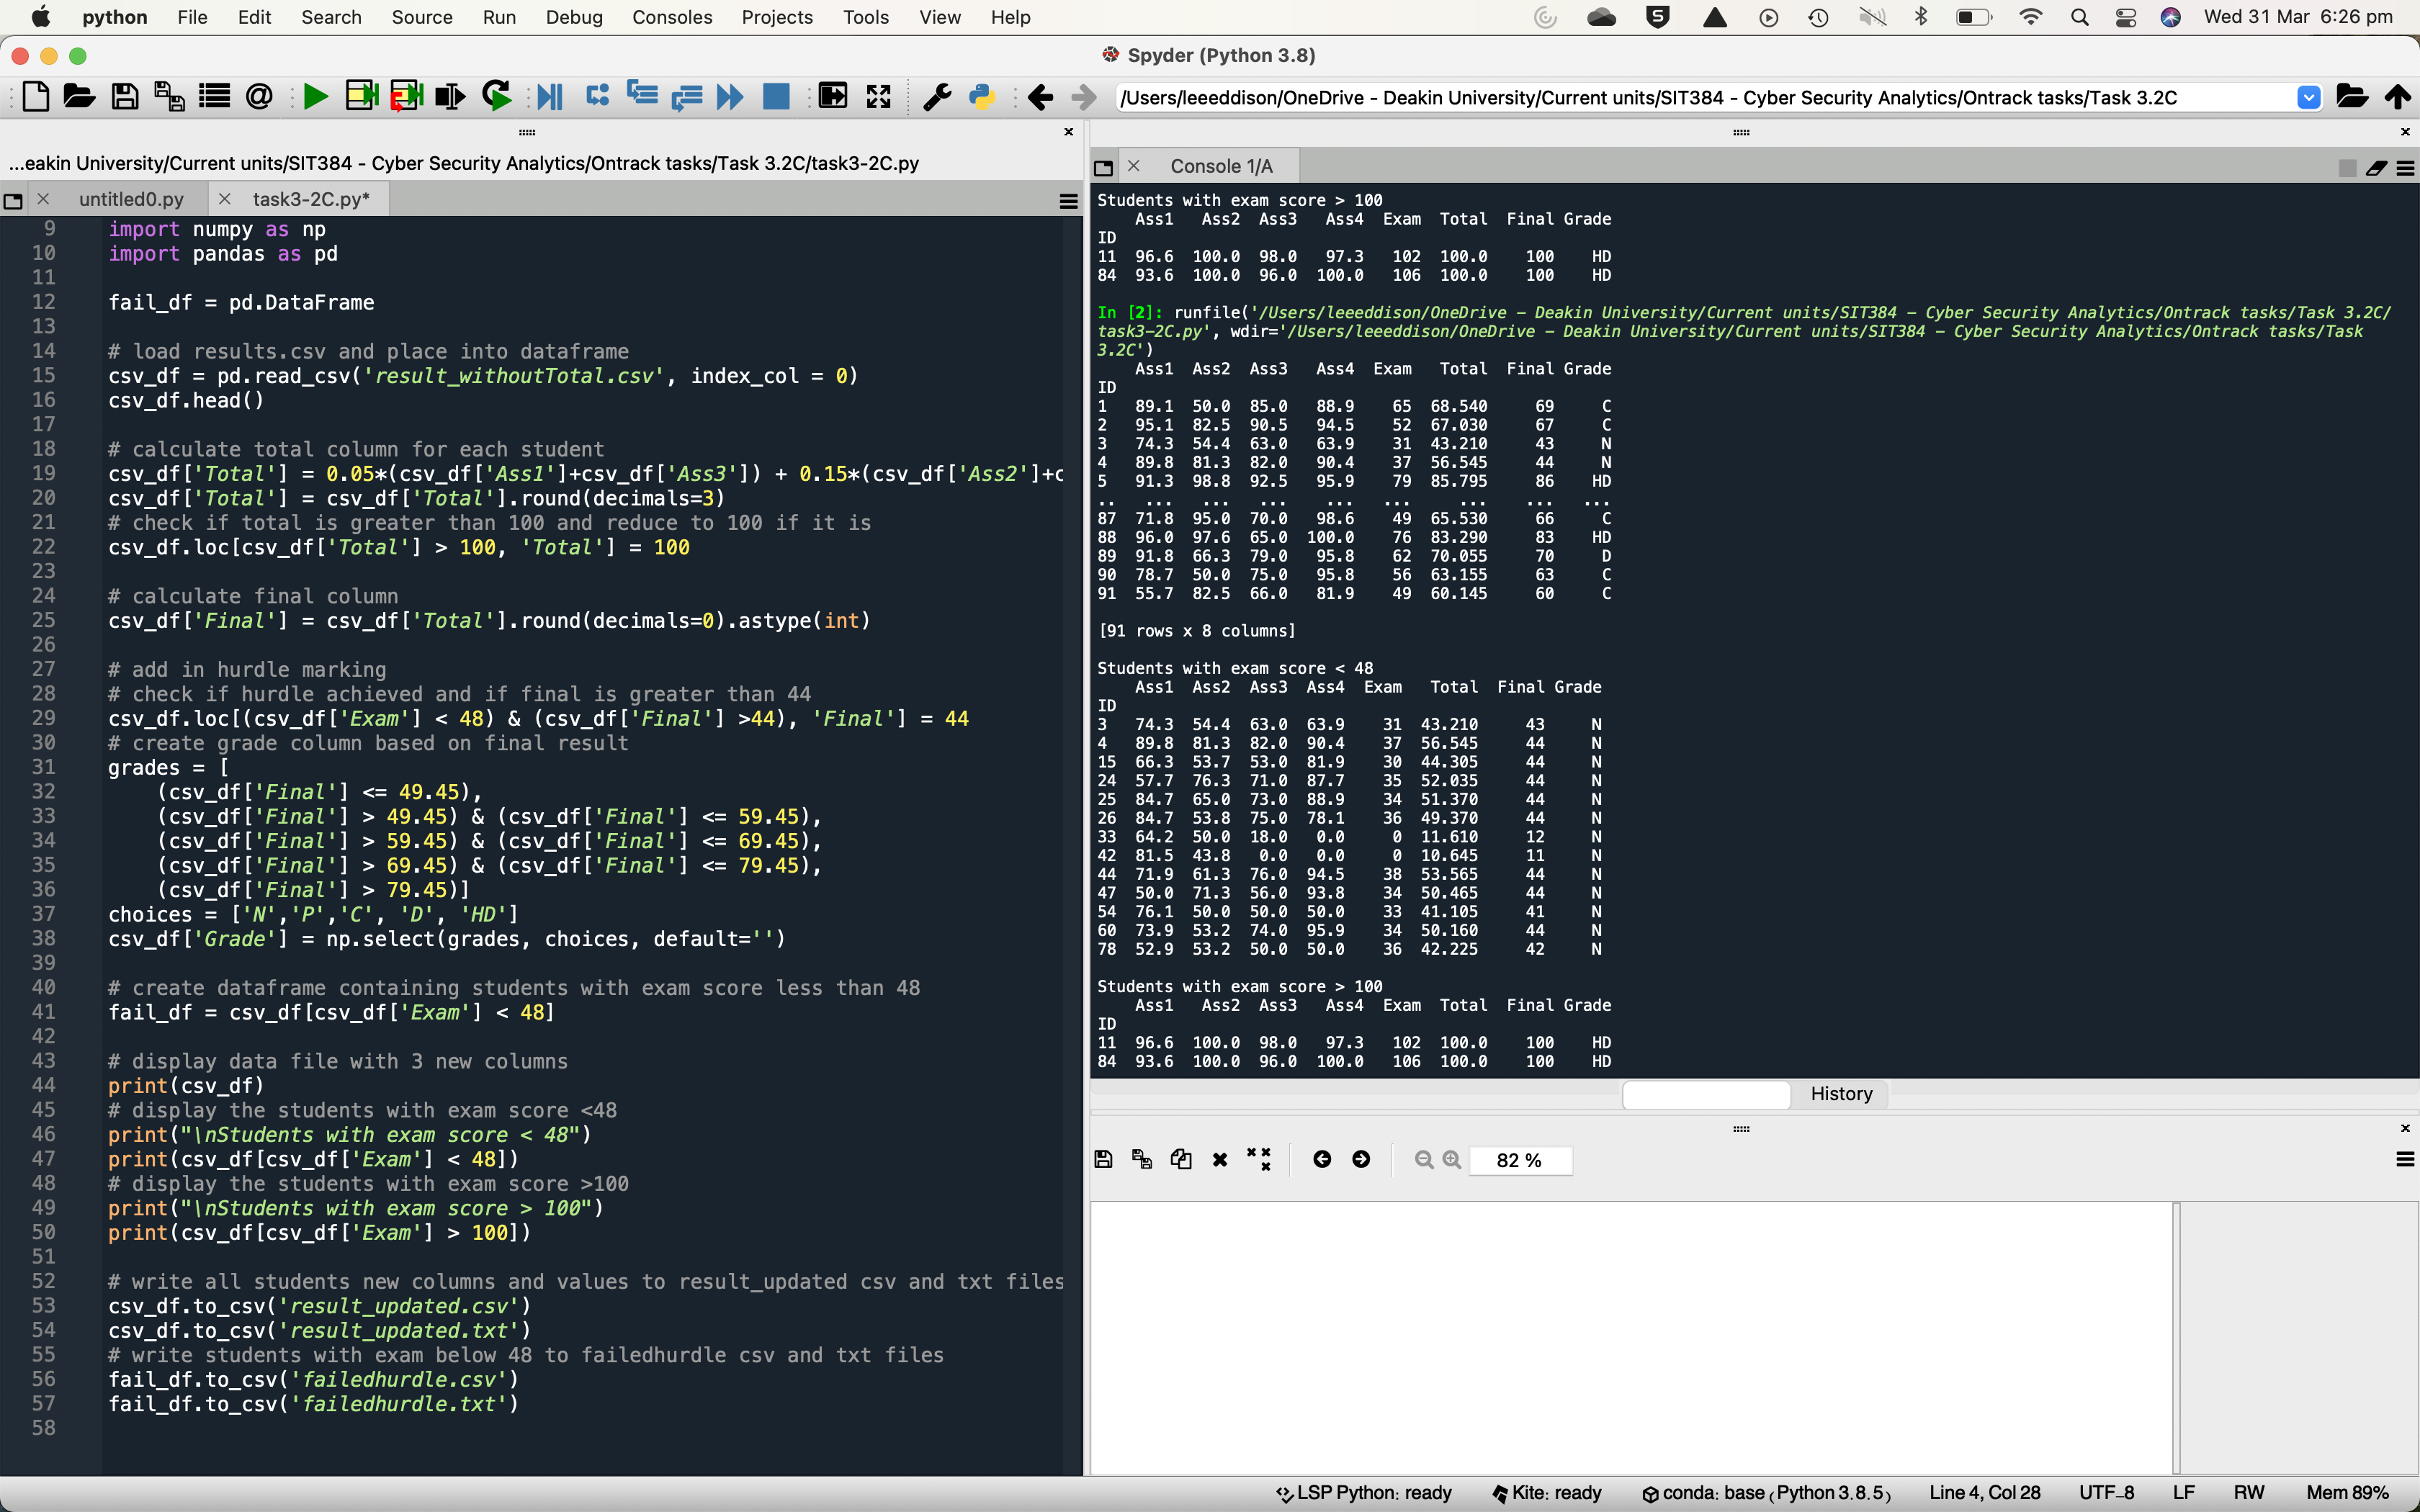 python File Edit Search Source Run Debug Consoles Projects Tools View Help Wed 31 Mar 6:26 pm
Spyder (Python 3.8)
/Users/leeeddison/OneDrive - Deakin University/Current units/SIT384 - Cyber Security Analytics/Ontrack tasks/Task 3.2C
...eakin University/Current units/SIT384 - Cyber Security Analytics/Ontrack tasks/Task 3.2C/task3-2C.py
untitled0.py task3-2C.py*
9 import numpy as np
10 import pandas as pd
11
12 fail_df = pd.DataFrame
13
14 # load results.csv and place into dataframe
15 csv_df = pd.read_csv('result_withoutTotal.csv', index_col = 0)
16 csv_df.head()
17
18 # calculate total column for each student
19 csv_df['Total'] = 0.05*(csv_df['Ass1']+csv_df['Ass3']) + 0.15*(csv_df['Ass2']+c
20 csv_df['Total'] = csv_df['Total'].round(decimals=3)
21 # check if total is greater than 100 and reduce to 100 if it is
22 csv_df.loc[csv_df['Total'] > 100, 'Total'] = 100
23
24 # calculate final column
25 csv_df['Final'] = csv_df['Total'].round(decimals=0).astype(int)
26
27 # add in hurdle marking
28 # check if hurdle achieved and if final is greater than 44
29 csv_df.loc[(csv_df['Exam'] < 48) & (csv_df['Final'] >44), 'Final'] = 44
30 # create grade column based on final result
31 grades = [
32 (csv_df['Final'] <= 49.45),
33 (csv_df['Final'] > 49.45) & (csv_df['Final'] <= 59.45),
34 (csv_df['Final'] > 59.45) & (csv_df['Final'] <= 69.45),
35 (csv_df['Final'] > 69.45) & (csv_df['Final'] <= 79.45),
36 (csv_df['Final'] > 79.45)]
37 choices = ['N','P','C', 'D', 'HD']
38 csv_df['Grade'] = np.select(grades, choices, default='')
39
40 # create dataframe containing students with exam score less than 48
41 fail_df = csv_df[csv_df['Exam'] < 48]
42
43 # display data file with 3 new columns
44 print(csv_df)
45 # display the students with exam score <48
46 print("\nStudents with exam score < 48")
47 print(csv_df[csv_df['Exam'] < 48])
48 # display the students with exam score >100
49 print("\nStudents with exam score > 100")
50 print(csv_df[csv_df['Exam'] > 100])
51
52 # write all students new columns and values to result_updated csv and txt files
53 csv_df.to_csv('result_updated.csv')
54 csv_df.to_csv('result_updated.txt')
55 # write students with exam below 48 to failedhurdle csv and txt files
56 fail_df.to_csv('failedhurdle.csv')
57 fail_df.to_csv('failedhurdle.txt')
58
Console 1/A
Students with exam score > 100
Ass1 Ass2 Ass3 Ass4 Exam Total Final Grade
ID
11 96.6 100.0 98.0 97.3 102 100.0 100 HD
84 93.6 100.0 96.0 100.0 106 100.0 100 HD
In [2]: runfile('/Users/leeeddison/OneDrive - Deakin University/Current units/SIT384 - Cyber Security Analytics/Ontrack tasks/Task 3.2C/
task3-2C.py', wdir='/Users/leeeddison/OneDrive - Deakin University/Current units/SIT384 - Cyber Security Analytics/Ontrack tasks/Task
3.2C')
Ass1 Ass2 Ass3 Ass4 Exam Total Final Grade
ID
1 89.1 50.0 85.0 88.9 65 68.540 69 C
2 95.1 82.5 90.5 94.5 52 67.030 67 C
3 74.3 54.4 63.0 63.9 31 43.210 43 N
4 89.8 81.3 82.0 90.4 37 56.545 44 N
5 91.3 98.8 92.5 95.9 79 85.795 86 HD
.. ... ... ... ... ... ... ... ...
87 71.8 95.0 70.0 98.6 49 65.530 66 C
88 96.0 97.6 65.0 100.0 76 83.290 83 HD
89 91.8 66.3 79.0 95.8 62 70.055 70 D
90 78.7 50.0 75.0 95.8 56 63.155 63 C
91 55.7 82.5 66.0 81.9 49 60.145 60 C
[91 rows x 8 columns]
Students with exam score < 48
Ass1 Ass2 Ass3 Ass4 Exam Total Final Grade
ID
3 74.3 54.4 63.0 63.9 31 43.210 43 N
4 89.8 81.3 82.0 90.4 37 56.545 44 N
15 66.3 53.7 53.0 81.9 30 44.305 44 N
24 57.7 76.3 71.0 87.7 35 52.035 44 N
25 84.7 65.0 73.0 88.9 34 51.370 44 N
26 84.7 53.8 75.0 78.1 36 49.370 44 N
33 64.2 50.0 18.0 0.0 0 11.610 12 N
42 81.5 43.8 0.0 0.0 0 10.645 11 N
44 71.9 61.3 76.0 94.5 38 53.565 44 N
47 50.0 71.3 56.0 93.8 34 50.465 44 N
54 76.1 50.0 50.0 50.0 33 41.105 41 N
60 73.9 53.2 74.0 95.9 34 50.160 44 N
78 52.9 53.2 50.0 50.0 36 42.225 42 N
Students with exam score > 100
Ass1 Ass2 Ass3 Ass4 Exam Total Final Grade
ID
11 96.6 100.0 98.0 97.3 102 100.0 100 HD
84 93.6 100.0 96.0 100.0 106 100.0 100 HD
History
82 %
LSP Python: ready Kite: ready conda: base (Python 3.8.5) Line 4, Col 28 UTF-8 LF RW Mem 89%